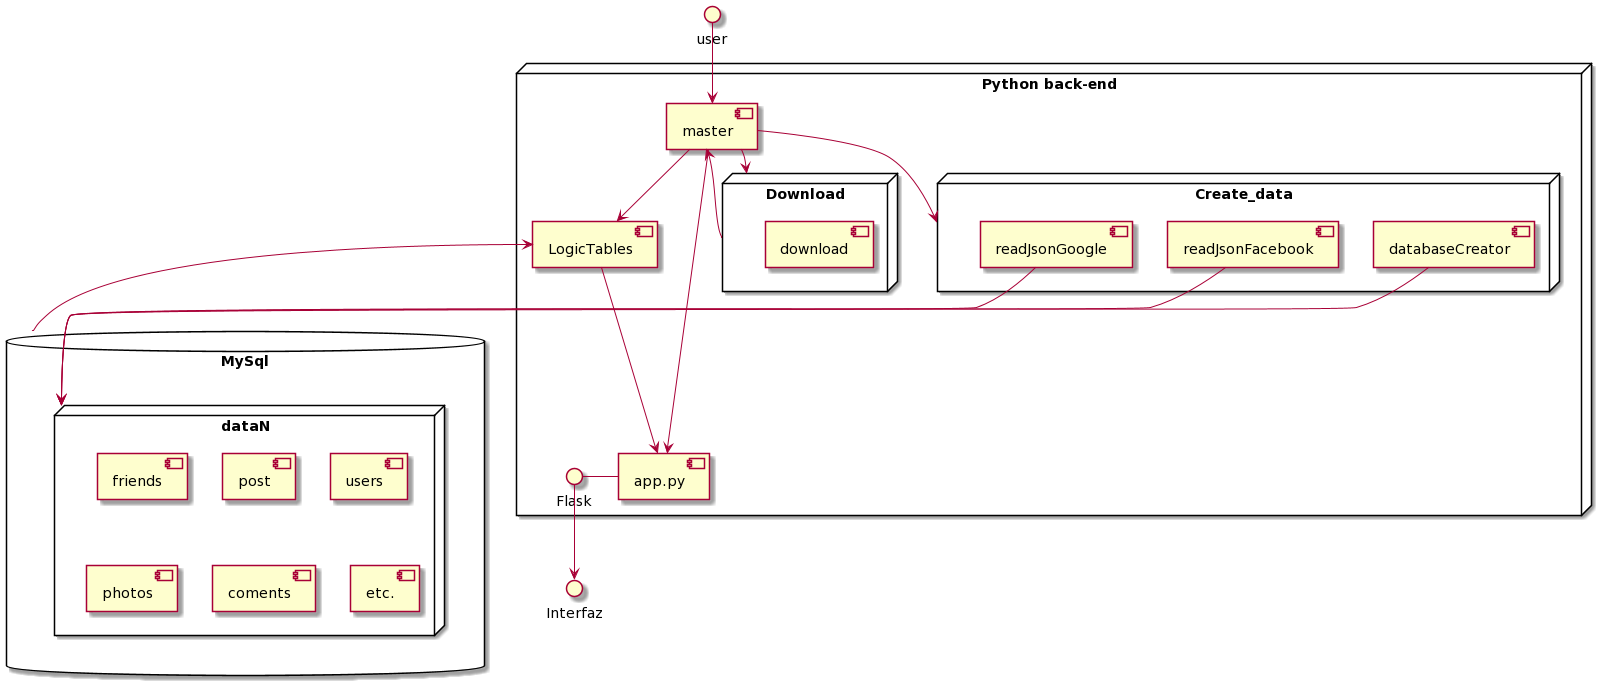 user
Python back-end
master
Download
Create_data
LogicTables
download
readJsonGoogle
readJsonFacebook
databaseCreator
MySql
dataN
friends
post
users
app.py
Flask
photos
coments
etc.
Interfaz